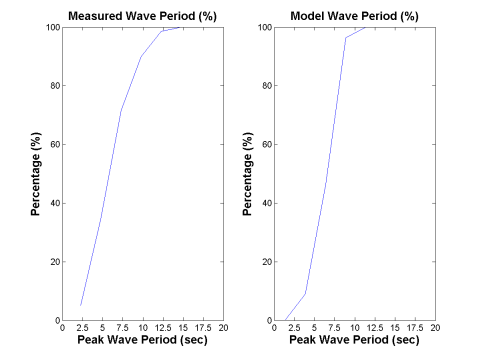 Measured Wave Period (%)
Percentage (%)
100
80
60
40
20
0
0 2.5 5 7.5 10 12.5 15 17.5 20
Peak Wave Period (sec)
Model Wave Period (%)
Percentage (%)
100
80
60
40
20
0
0 2.5 5 7.5 10 12.5 15 17.5 20
Peak Wave Period (sec)